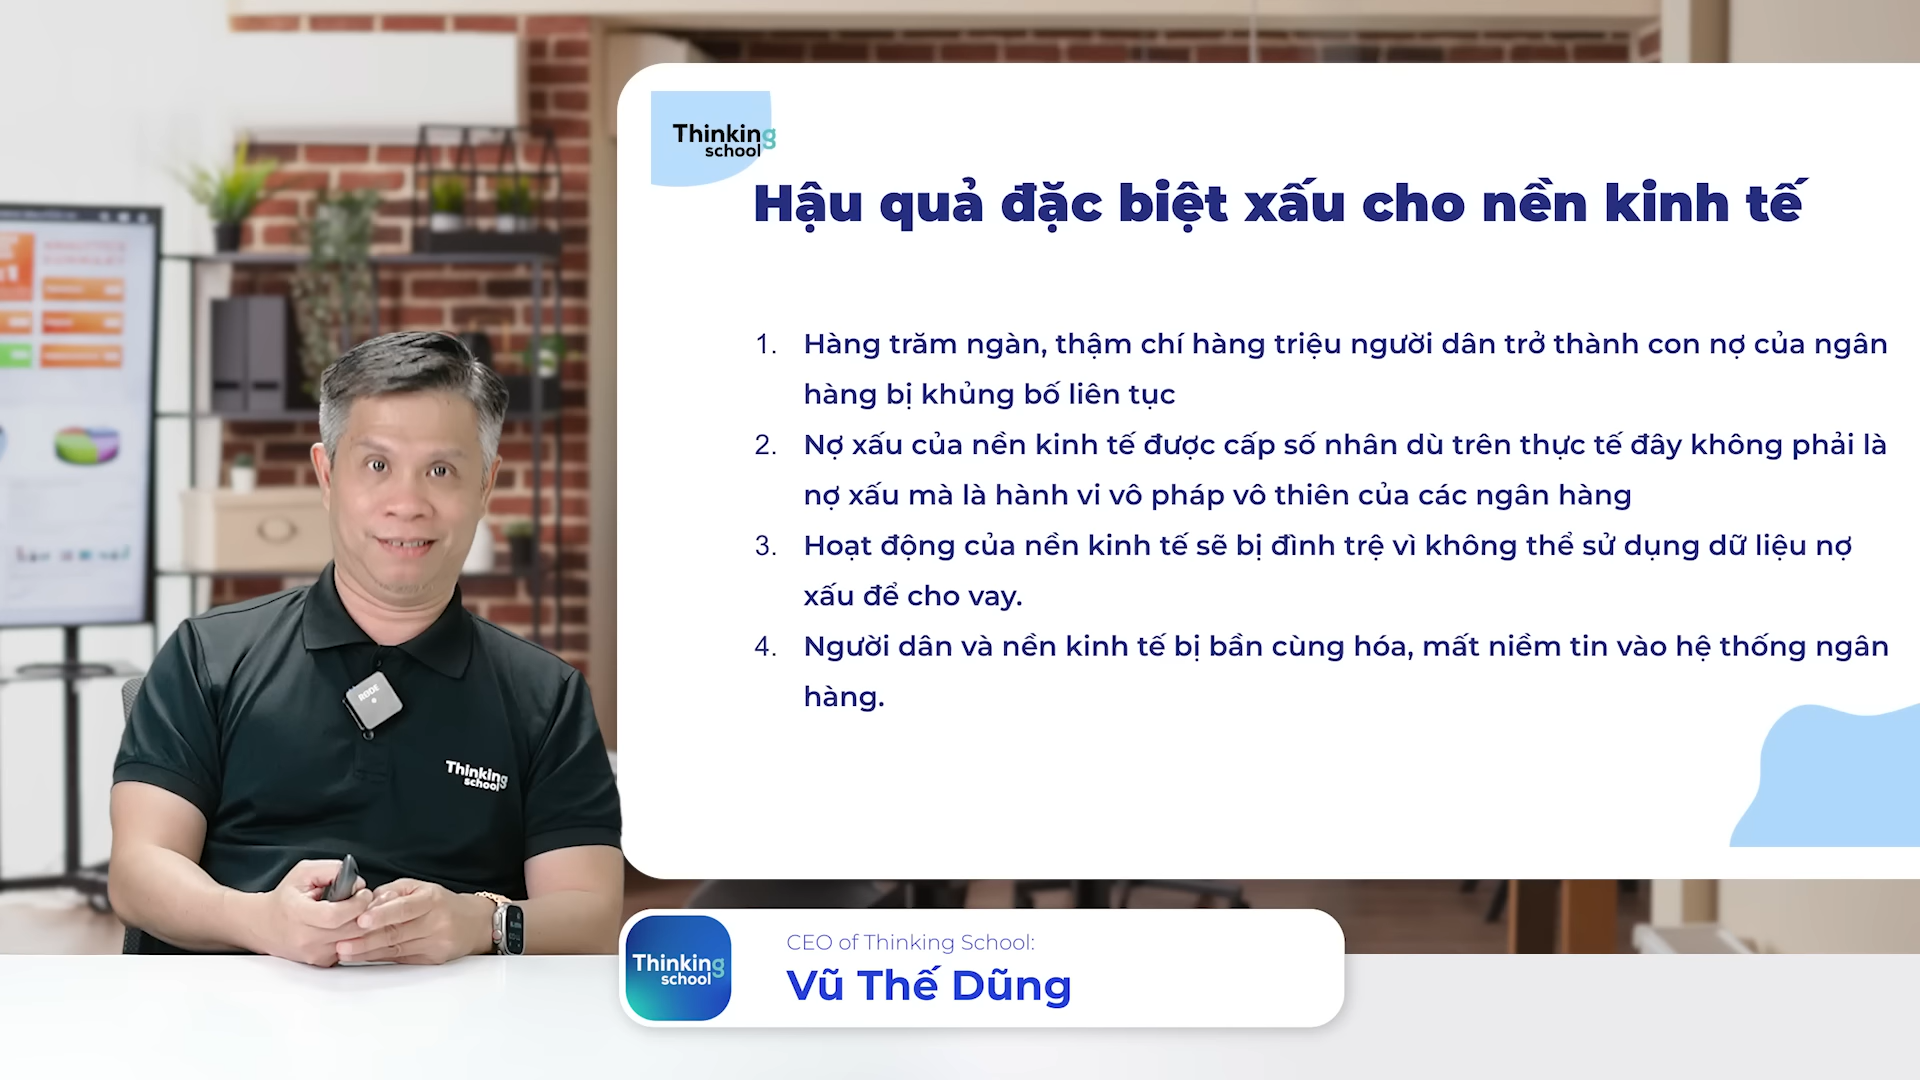 Thinking
school
Hậu quả đặc biệt xấu cho nền kinh tế
1. Hàng trăm ngàn, thậm chí hàng triệu người dân trở thành con nợ của ngân
hàng bị khủng bố liên tục
2. Nợ xấu của nền kinh tế được cấp số nhân dù trên thực tế đây không phải là
nợ xấu mà là hành vi vô pháp vô thiên của các ngân hàng
3. Hoạt động của nền kinh tế sẽ bị đình trệ vì không thể sử dụng dữ liệu nợ
xấu để cho vay.
4. Người dân và nền kinh tế bị bần cùng hóa, mất niềm tin vào hệ thống ngân
hàng.
RØDE
Thinking
school
Thinking
school
CEO of Thinking School:
Vũ Thế Dũng